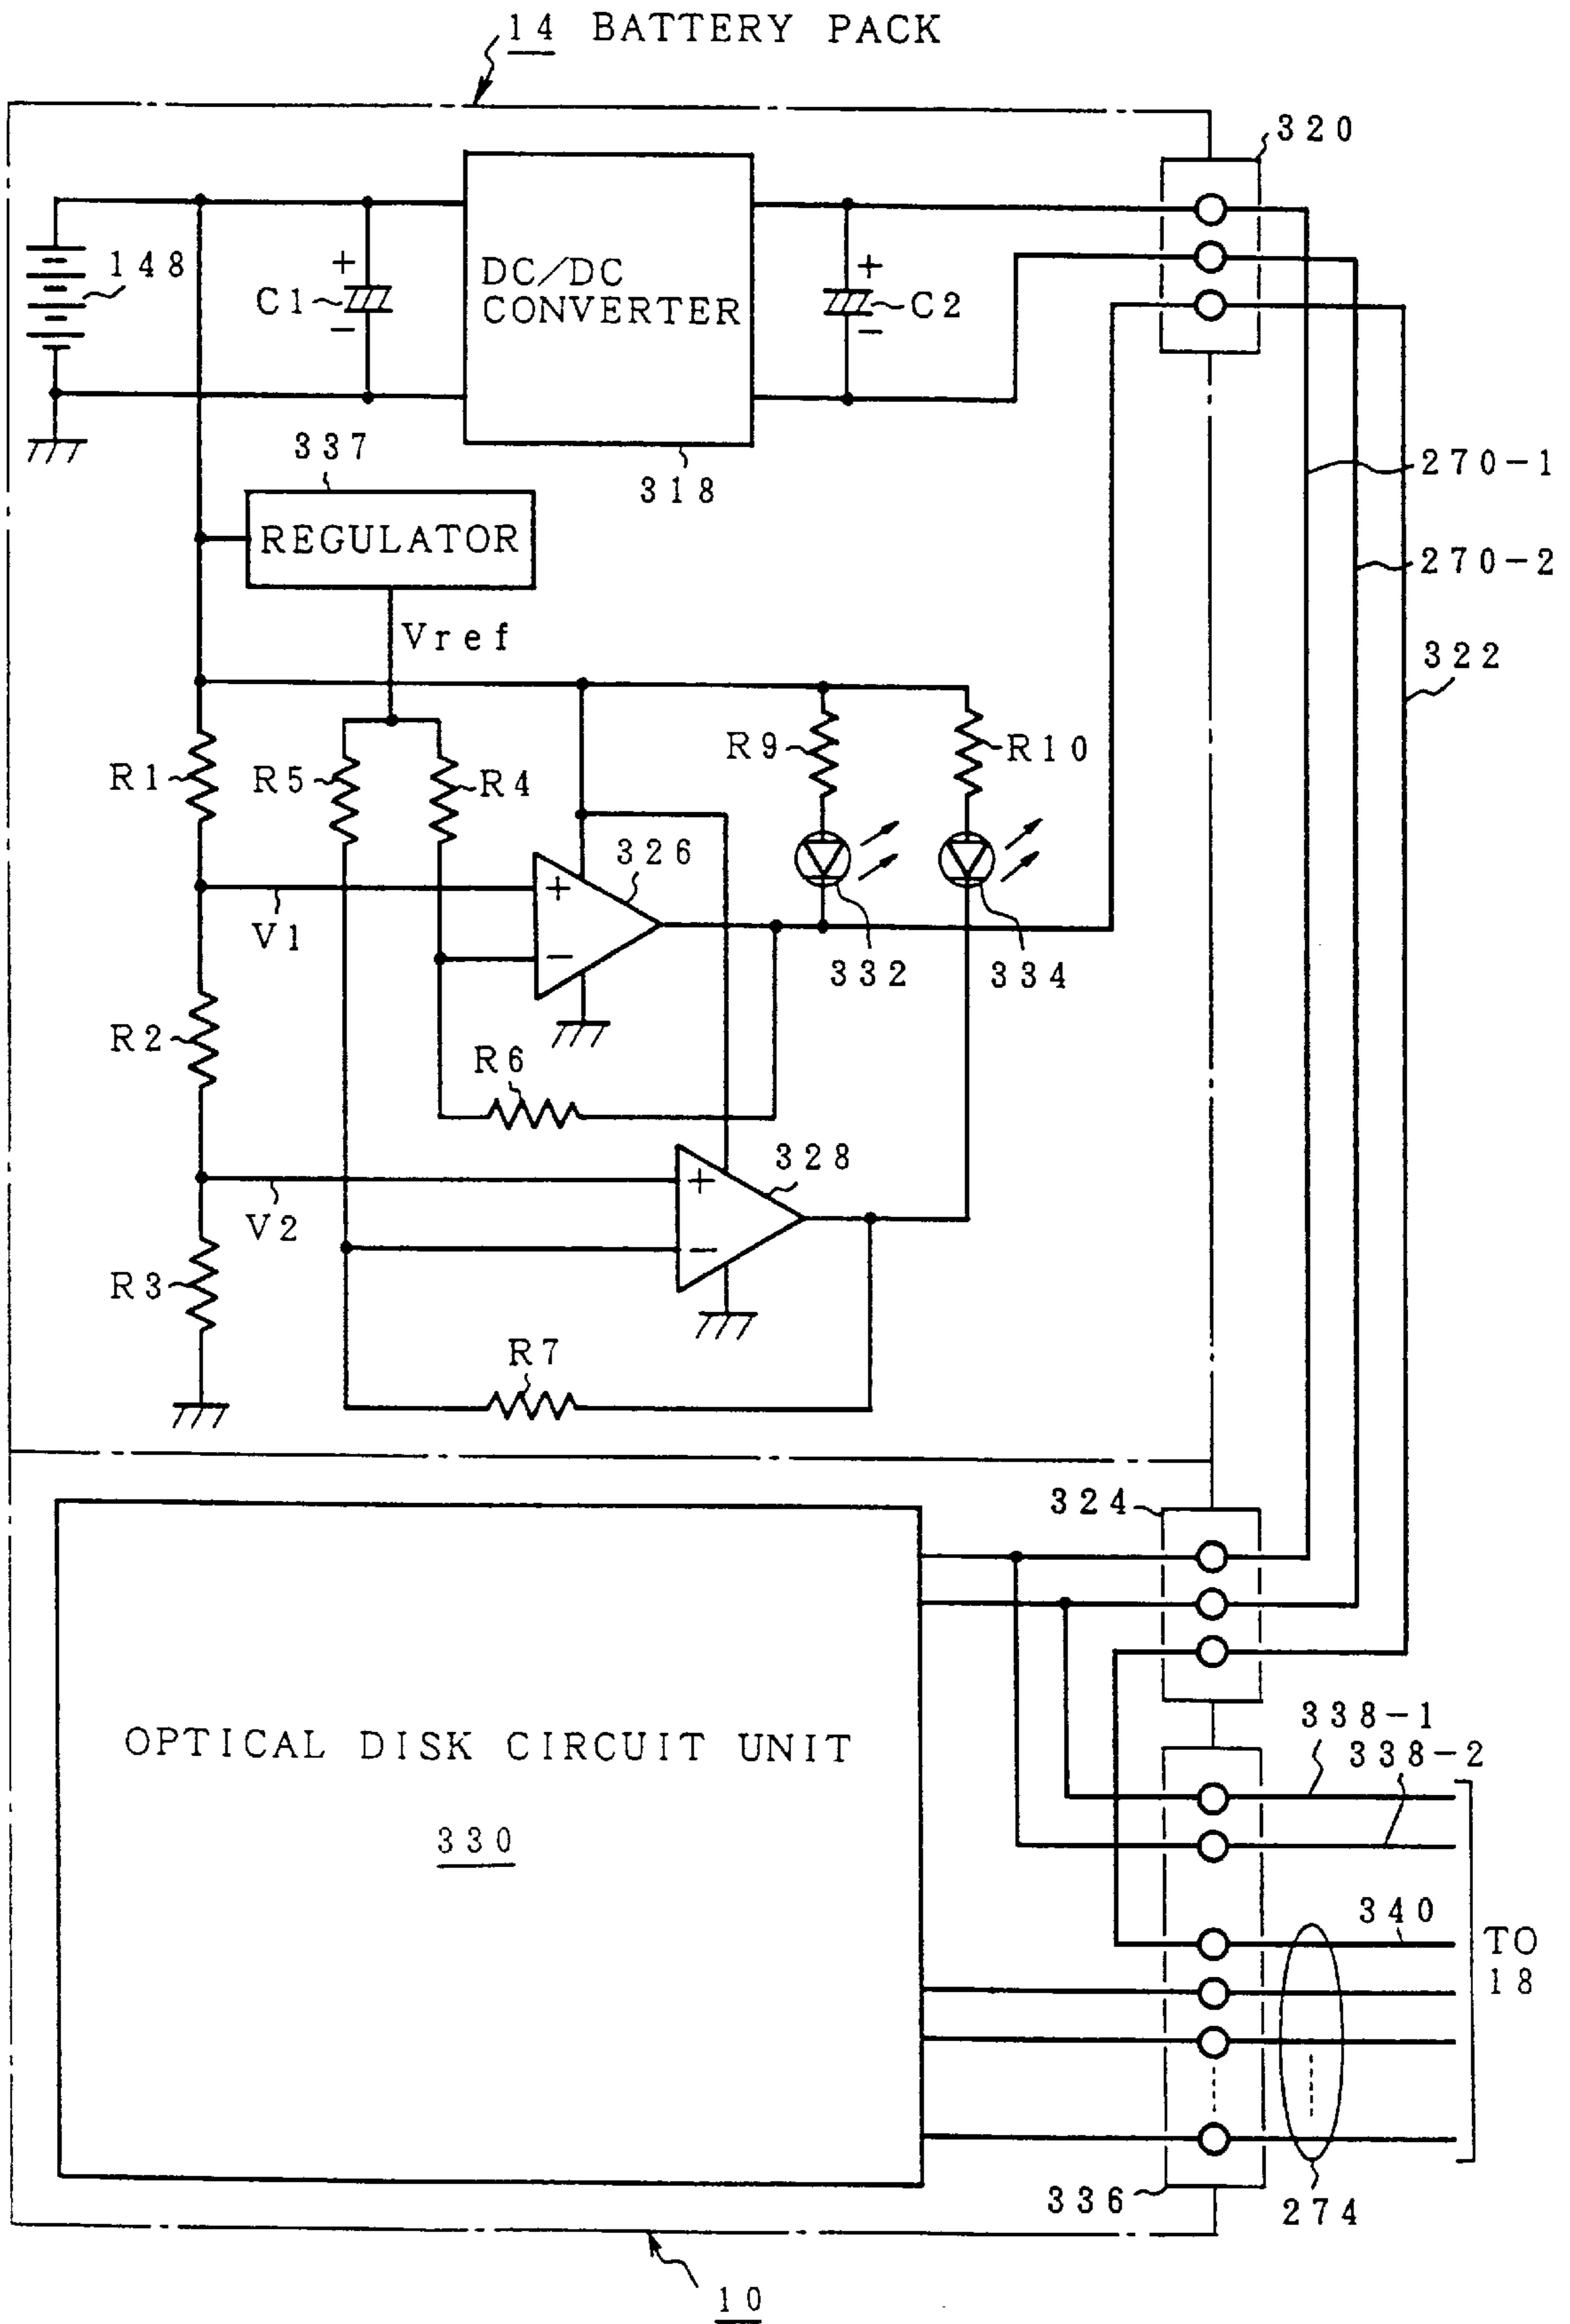 14 BATTERY PACK
320
148
C1
+
-
DC/DC
CONVERTER
+
-
C2
337
318
270-1
REGULATOR
270-2
Vref
322
R1
R5
R4
R9
R10
326
+
V1
-
332
334
R2
R6
328
+
V2
-
R3
R7
324
OPTICAL DISK CIRCUIT UNIT
330
338-1
338-2
340
TO
18
336
274
10